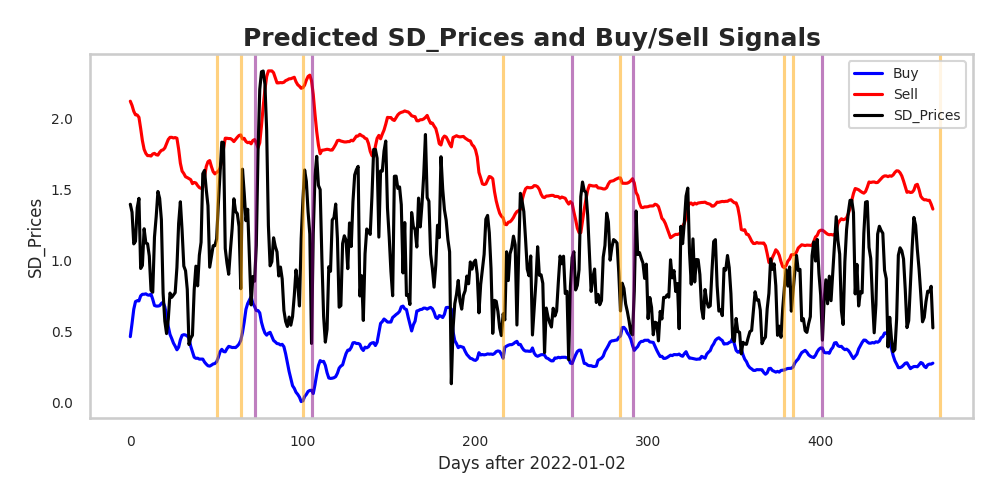 Predicted SD_Prices and Buy/Sell Signals
Buy
Sell
SD_Prices
2.0
1.5
1.0
0.5
0.0
SD_Prices
0 100 200 300 400
Days after 2022-01-02